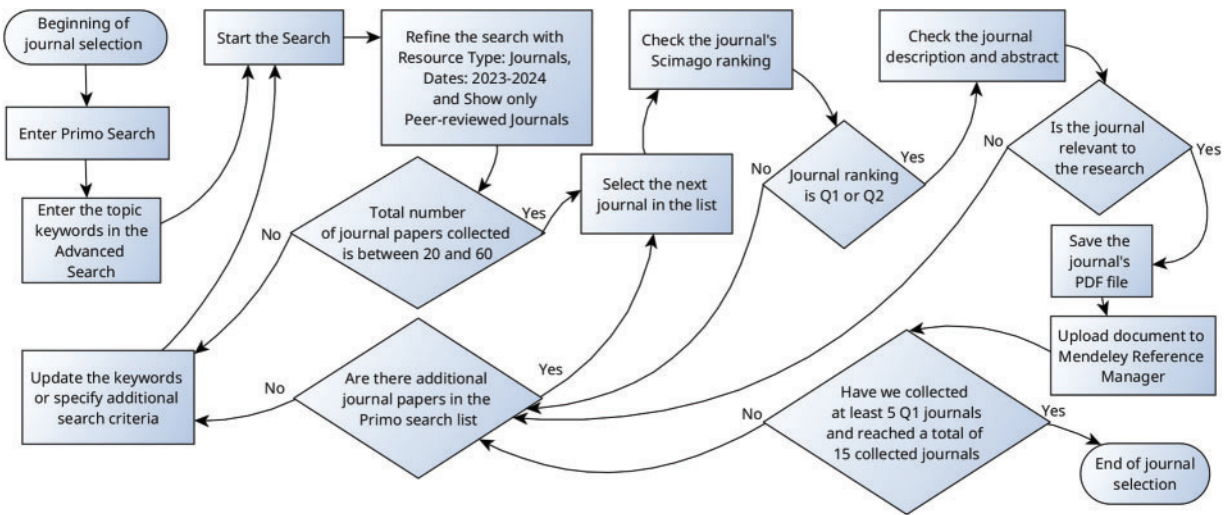 Beginning of
journal selection
Enter Primo Search
Enter the topic
keywords in the
Advanced
Search
Start the Search
Refine the search with
Resource Type: Journals,
Dates: 2023-2024
and Show only
Peer-reviewed Journals
Total number
of journal papers collected
is between 20 and 60
No
Yes
Update the keywords
or specify additional
search criteria
Select the next
journal in the list
Check the journal's
Scimago ranking
Journal ranking
is Q1 or Q2
No
Yes
Check the journal
description and abstract
Is the journal
relevant to
the research
No
Yes
Save the
journal's
PDF file
Upload document to
Mendeley Reference
Manager
Have we collected
at least 5 Q1 journals
and reached a total of
15 collected journals
No
Yes
Are there additional
journal papers in the
Primo search list
No
Yes
End of journal
selection